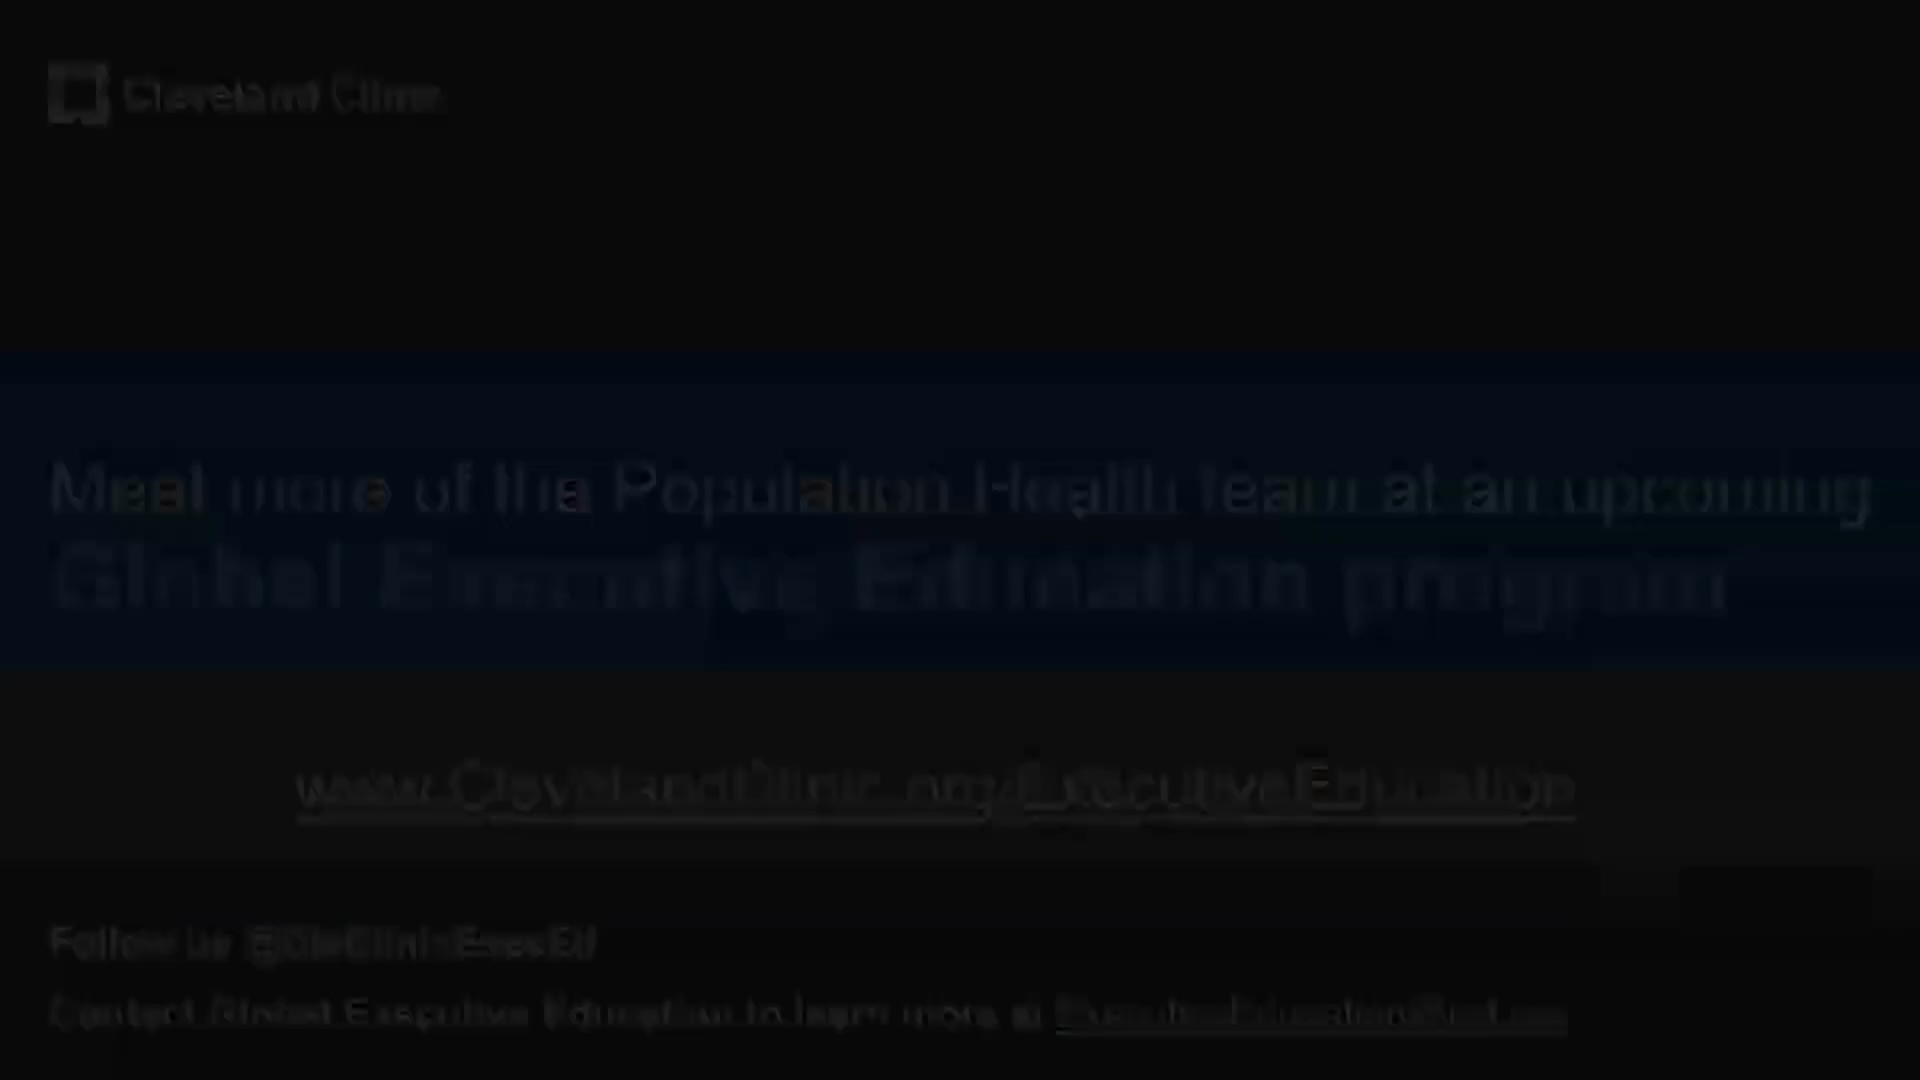 Cleveland Clinic
Meet more of the Population Health team at an upcoming
Global Executive Education program
www.ClevelandClinic.org/ExecutiveEducation
Follow us @CleClinicExecEd
Contact Global Executive Education to learn more at